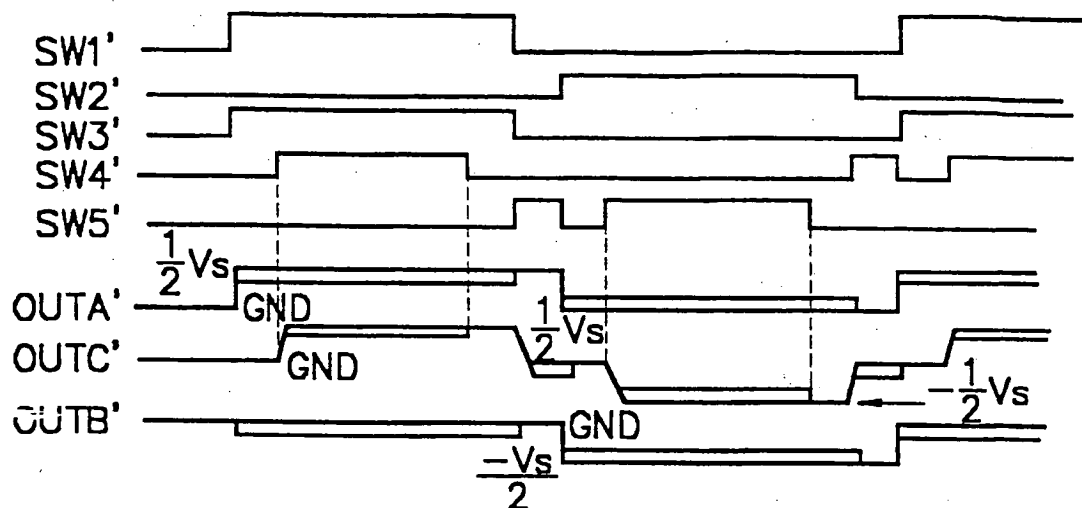 SW1'
SW2'
SW3'
SW4'
SW5'
1/2 Vs
OUTA'
GND
1/2 Vs
OUTC'
GND
-1/2 Vs
OUTB'
GND
-Vs/2